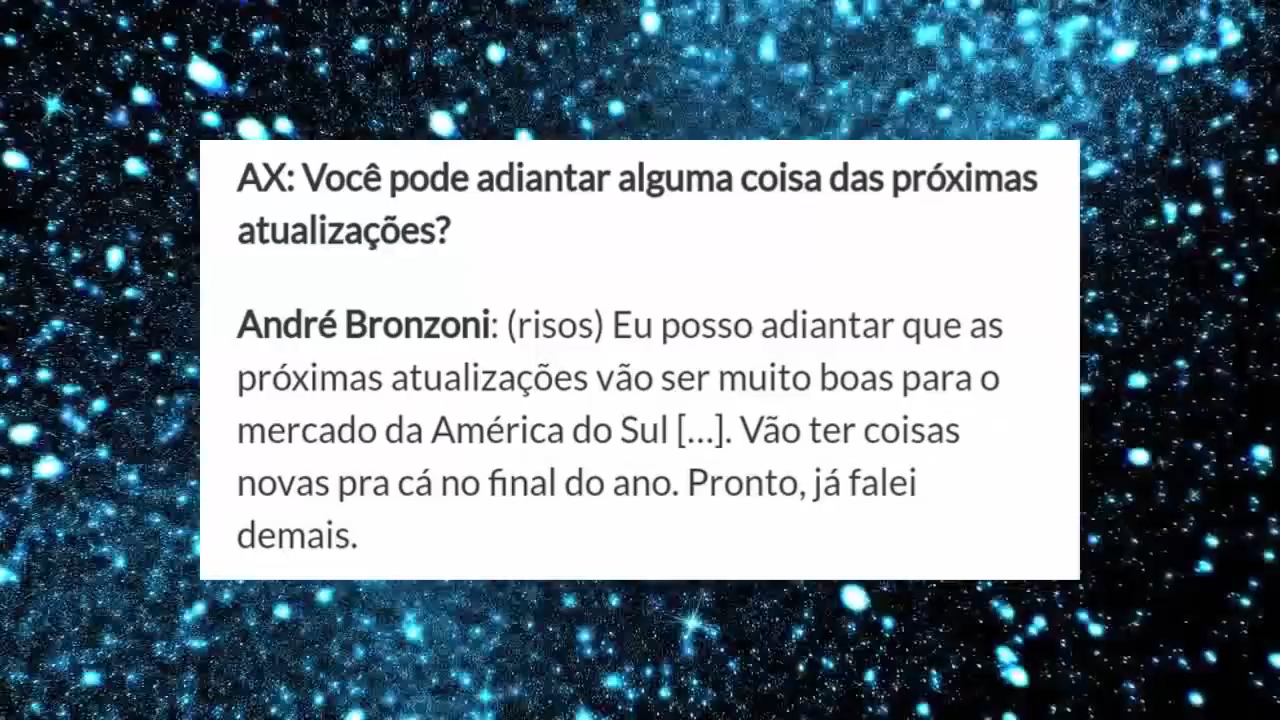 AX: Você pode adiantar alguma coisa das próximas
atualizações?
André Bronzoni: (risos) Eu posso adiantar que as
próximas atualizações vão ser muito boas para o
mercado da América do Sul [...]. Vão ter coisas
novas pra cá no final do ano. Pronto, já falei
demais.